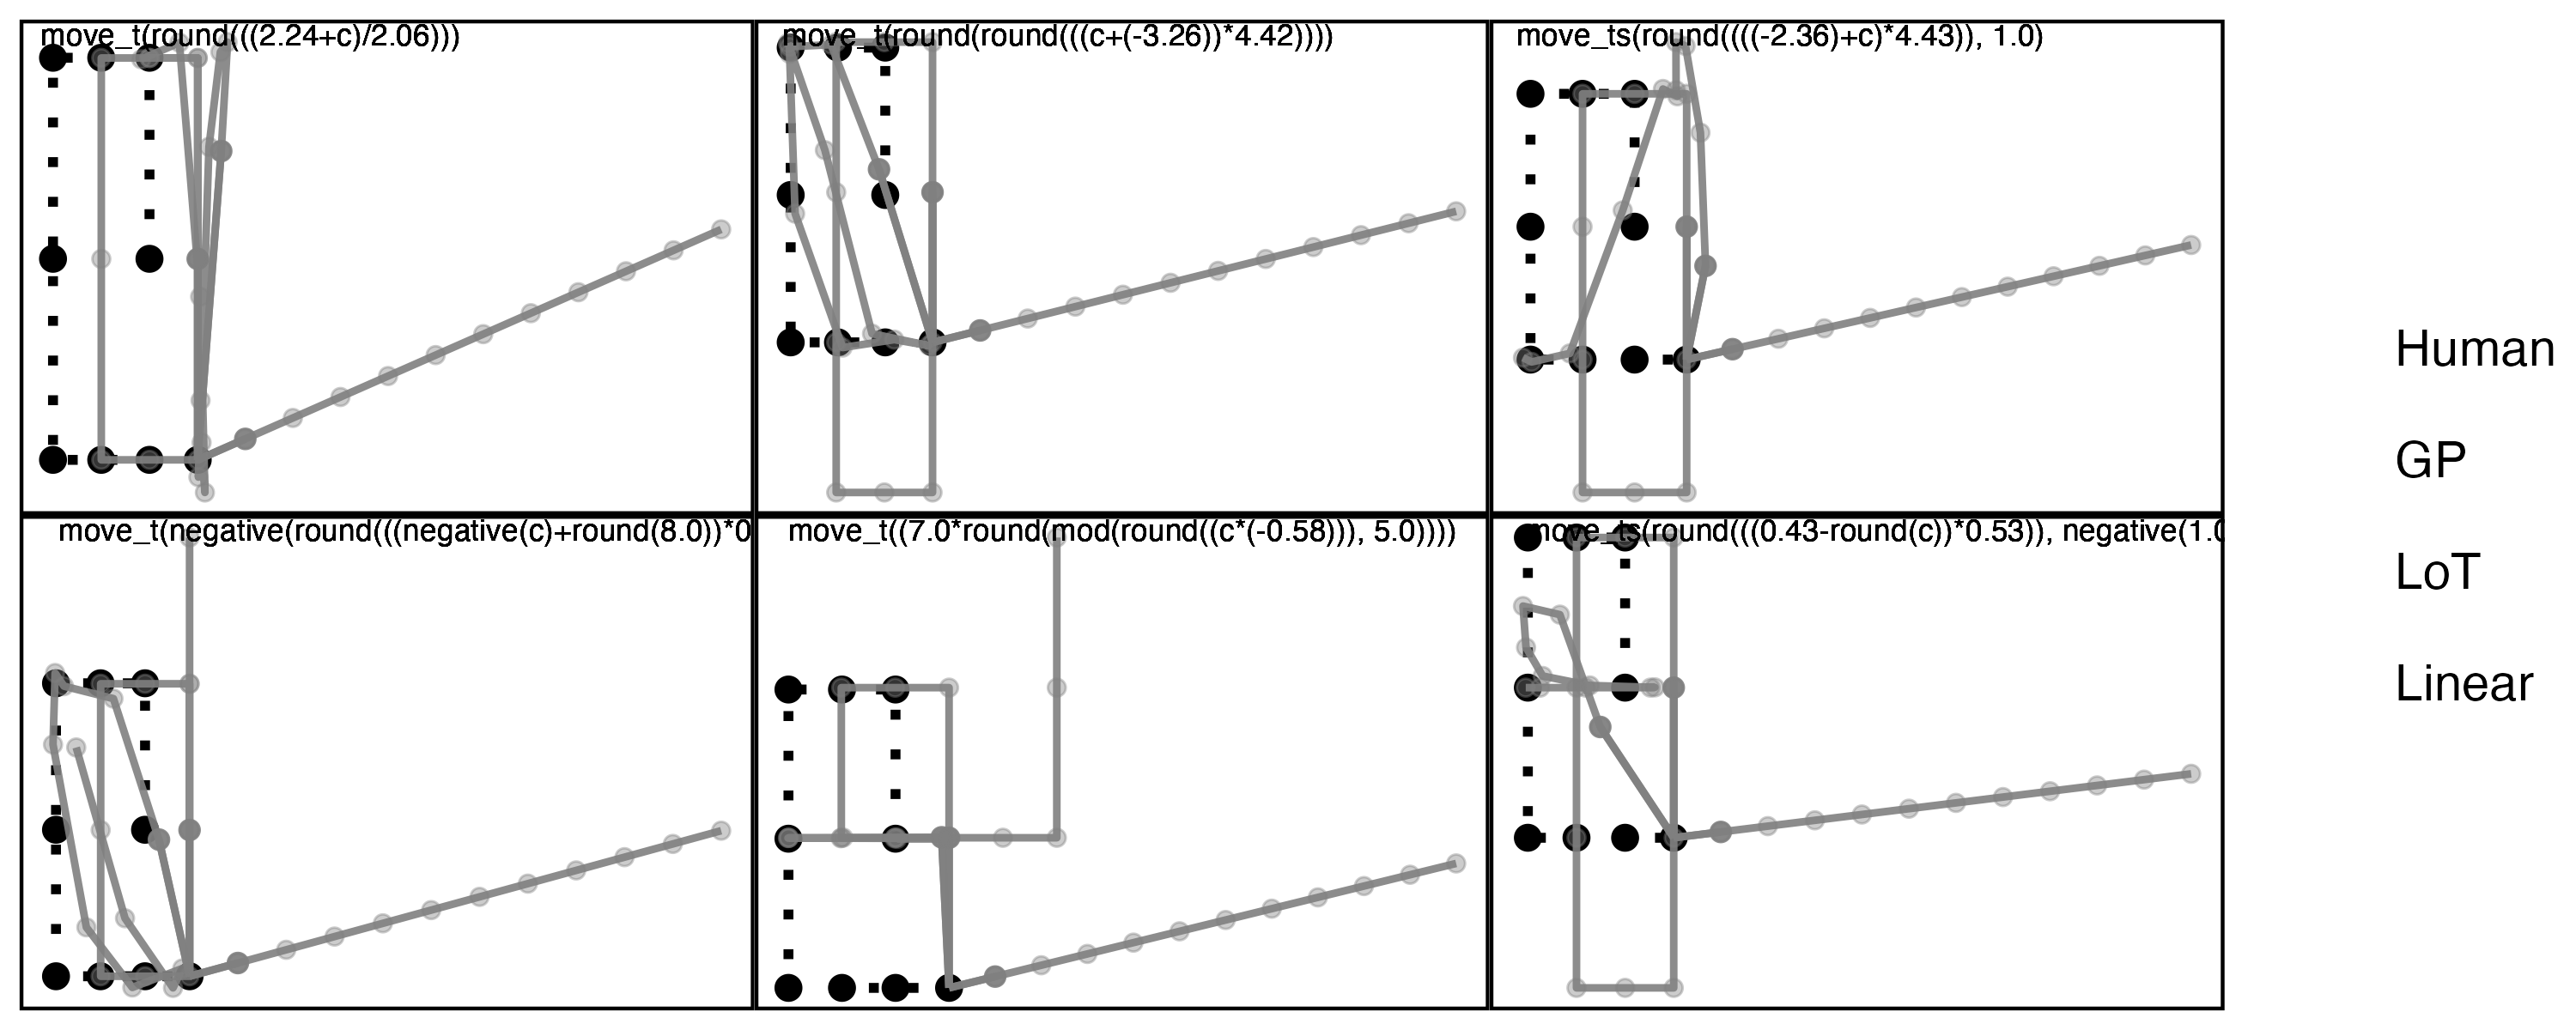 move_t(round(((2.24+c)/2.06)))
move_t(round(round(((c+(-3.26))*4.42))))
move_ts(round((((-2.36)+c)*4.43)), 1.0)
move_t(negative(round(((negative(c)+round(8.0))*0
move_t((7.0*round(mod(round((c*(-0.58))), 5.0))))
move_ts(round(((0.43-round(c))*0.53)), negative(1.0
Human
GP
LoT
Linear